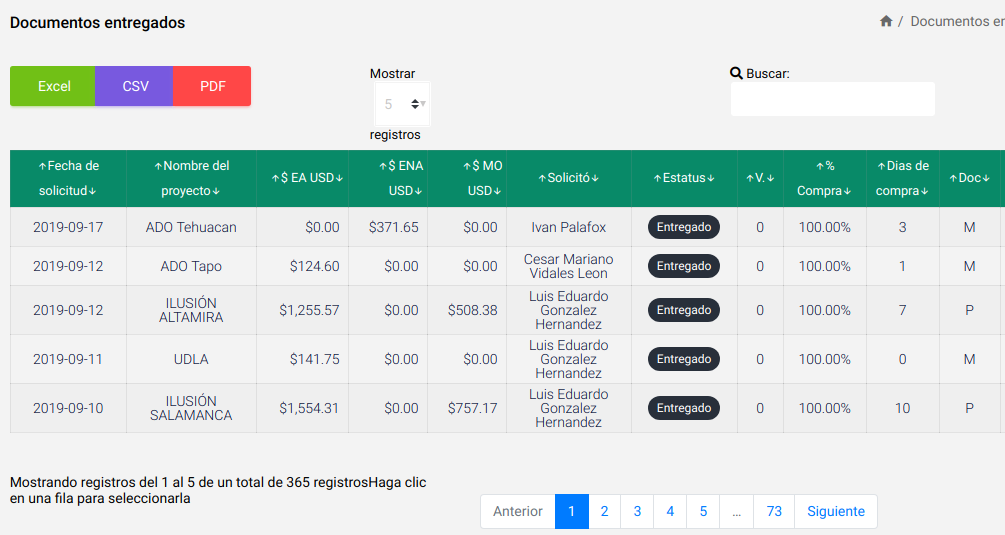 Documentos entregados
/ Documentos en
Excel CSV PDF
Mostrar
5
registros
Buscar:
↑Fecha de solicitud↓ ↑Nombre del proyecto↓ ↑$ EA USD↓ ↑$ ENA USD↓ ↑$ MO USD↓ ↑Solicitó↓ ↑Estatus↓ ↑V.↓ ↑% Compra↓ ↑Dias de compra↓ ↑Doc↓
2019-09-17 ADO Tehuacan $0.00 $371.65 $0.00 Ivan Palafox Entregado 0 100.00% 3 M
2019-09-12 ADO Tapo $124.60 $0.00 $0.00 Cesar Mariano Vidales Leon Entregado 0 100.00% 1 M
2019-09-12 ILUSIÓN ALTAMIRA $1,255.57 $0.00 $508.38 Luis Eduardo Gonzalez Hernandez Entregado 0 100.00% 7 P
2019-09-11 UDLA $141.75 $0.00 $0.00 Luis Eduardo Gonzalez Hernandez Entregado 0 100.00% 0 M
2019-09-10 ILUSIÓN SALAMANCA $1,554.31 $0.00 $757.17 Luis Eduardo Gonzalez Hernandez Entregado 0 100.00% 10 P
Mostrando registros del 1 al 5 de un total de 365 registrosHaga clic
en una fila para seleccionarla
Anterior 1 2 3 4 5 … 73 Siguiente